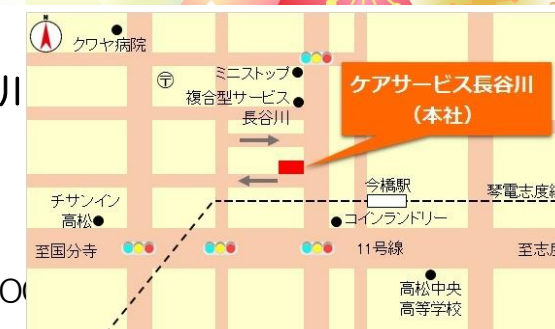 クワヤ病院
〒
ミニストップ
複合型サービス
長谷川
ケアサービス長谷川
（本社）
川
今橋駅
琴電志度線
チサンイン
高松
コインランドリー
至国分寺
11号線
至志度
高松中央
高等学校